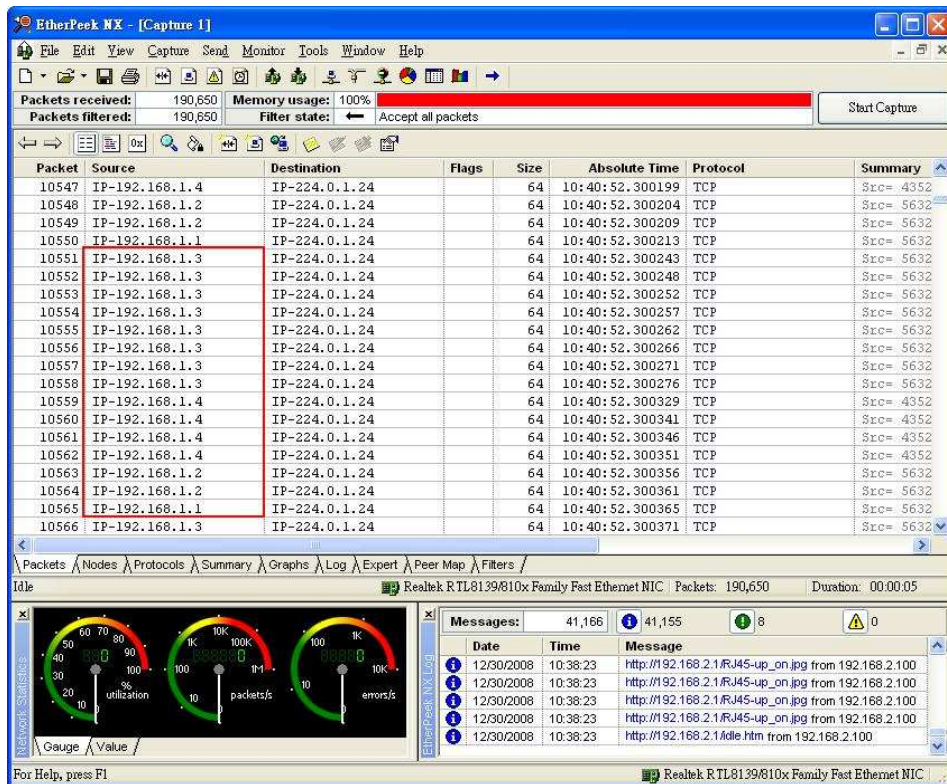 EtherPeek NX - [Capture 1]
File Edit View Capture Send Monitor Tools Window Help
Packets received: 190,650 Memory usage: 100%
Packets filtered: 190,650 Filter state: Accept all packets
Start Capture
Packet Source Destination Flags Size Absolute Time Protocol Summary
10547 IP-192.168.1.4 IP-224.0.1.24 64 10:40:52.300199 TCP Src= 4352
10548 IP-192.168.1.2 IP-224.0.1.24 64 10:40:52.300204 TCP Src= 5632
10549 IP-192.168.1.2 IP-224.0.1.24 64 10:40:52.300209 TCP Src= 5632
10550 IP-192.168.1.1 IP-224.0.1.24 64 10:40:52.300213 TCP Src= 5632
10551 IP-192.168.1.3 IP-224.0.1.24 64 10:40:52.300243 TCP Src= 5632
10552 IP-192.168.1.3 IP-224.0.1.24 64 10:40:52.300248 TCP Src= 5632
10553 IP-192.168.1.3 IP-224.0.1.24 64 10:40:52.300252 TCP Src= 5632
10554 IP-192.168.1.3 IP-224.0.1.24 64 10:40:52.300257 TCP Src= 5632
10555 IP-192.168.1.3 IP-224.0.1.24 64 10:40:52.300262 TCP Src= 5632
10556 IP-192.168.1.3 IP-224.0.1.24 64 10:40:52.300266 TCP Src= 5632
10557 IP-192.168.1.3 IP-224.0.1.24 64 10:40:52.300271 TCP Src= 5632
10558 IP-192.168.1.3 IP-224.0.1.24 64 10:40:52.300276 TCP Src= 5632
10559 IP-192.168.1.4 IP-224.0.1.24 64 10:40:52.300329 TCP Src= 4352
10560 IP-192.168.1.4 IP-224.0.1.24 64 10:40:52.300341 TCP Src= 4352
10561 IP-192.168.1.4 IP-224.0.1.24 64 10:40:52.300346 TCP Src= 4352
10562 IP-192.168.1.4 IP-224.0.1.24 64 10:40:52.300351 TCP Src= 4352
10563 IP-192.168.1.2 IP-224.0.1.24 64 10:40:52.300356 TCP Src= 5632
10564 IP-192.168.1.2 IP-224.0.1.24 64 10:40:52.300361 TCP Src= 5632
10565 IP-192.168.1.1 IP-224.0.1.24 64 10:40:52.300365 TCP Src= 5632
10566 IP-192.168.1.3 IP-224.0.1.24 64 10:40:52.300371 TCP Src= 5632
Packets Nodes Protocols Summary Graphs Log Expert Peer Map Filters
Idle Realtek RTL8139/810x Family Fast Ethernet NIC Packets: 190,650 Duration: 00:00:05
Network Statistics
10 20 30 40 50 60 70 80 90 100 0 % utilization
10 100 1K 10K 100K 1M 0 packets/s
10 100 1K 10K 0 errors/s
Gauge Value
EtherPeek NX Log
Messages: 41,166 41,155 8 0
Date Time Message
12/30/2008 10:38:23 http://192.168.2.1/RJ45-up_on.jpg from 192.168.2.100
12/30/2008 10:38:23 http://192.168.2.1/RJ45-up_on.jpg from 192.168.2.100
12/30/2008 10:38:23 http://192.168.2.1/RJ45-up_on.jpg from 192.168.2.100
12/30/2008 10:38:23 http://192.168.2.1/RJ45-up_on.jpg from 192.168.2.100
12/30/2008 10:38:23 http://192.168.2.1/idle.htm from 192.168.2.100
For Help, press F1 Realtek RTL8139/810x Family Fast Ethernet NIC